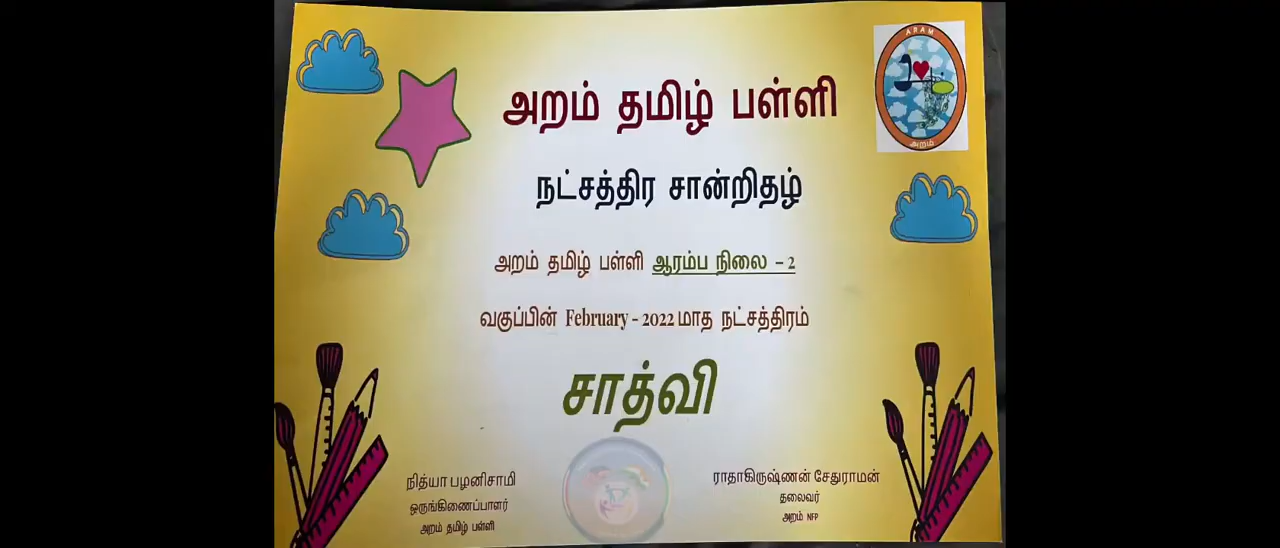 ARAM
அறம்
அறம் தமிழ் பள்ளி
நட்சத்திர சான்றிதழ்
அறம் தமிழ் பள்ளி ஆரம்ப நிலை - 2
வகுப்பின் February - 2022 மாத நட்சத்திரம்
சாத்வி
நித்யா பழனிசாமி
ஒருங்கிணைப்பாளர்
அறம் தமிழ் பள்ளி
ராதாகிருஷ்ணன் சேதுராமன்
தலைவர்
அறம் NFP